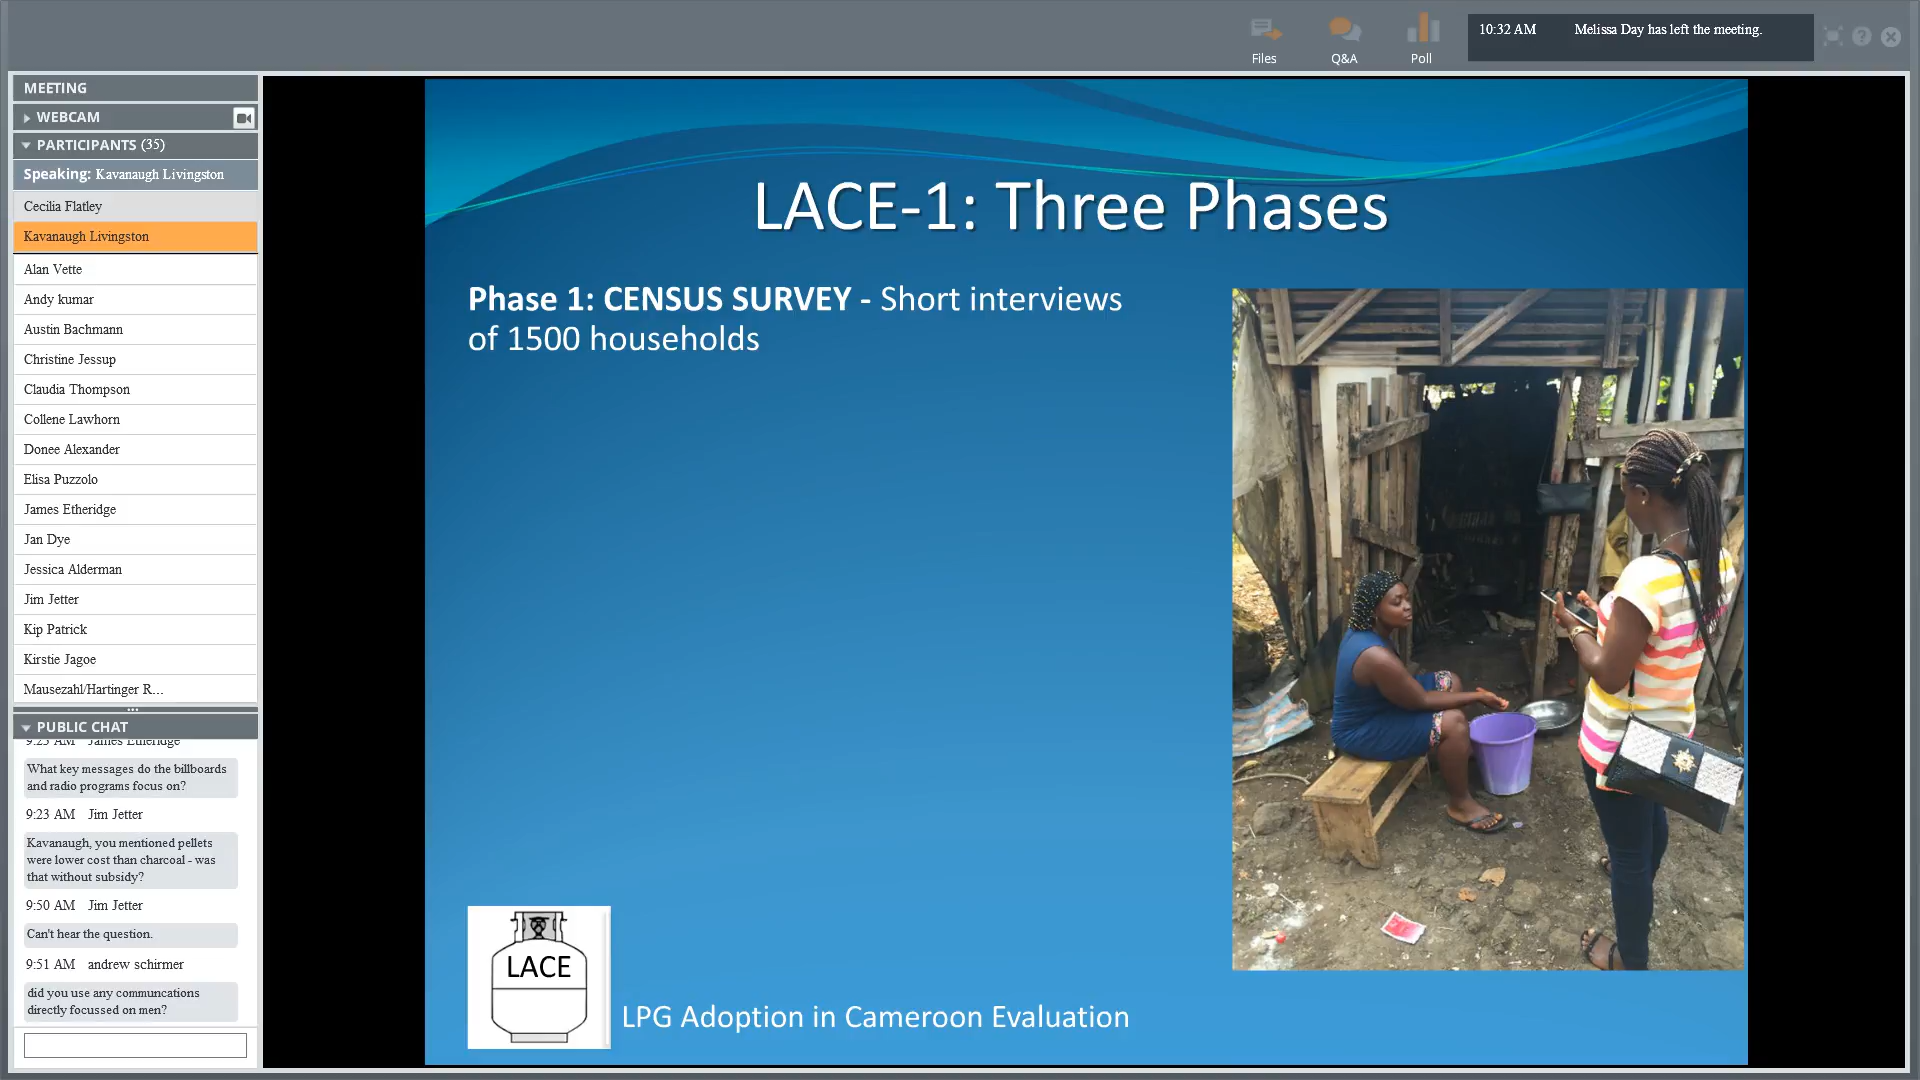 Files
Q&A
Poll
10:32 AM Melissa Day has left the meeting.
MEETING
WEBCAM
PARTICIPANTS (35)
Speaking: Kavanaugh Livingston
Cecilia Flatley
Kavanaugh Livingston
Alan Vette
Andy kumar
Austin Bachmann
Christine Jessup
Claudia Thompson
Collene Lawhorn
Donee Alexander
Elisa Puzzolo
James Etheridge
Jan Dye
Jessica Alderman
Jim Jetter
Kip Patrick
Kirstie Jagoe
Mausezahl/Hartinger R...
PUBLIC CHAT
9:23 AM James Etheridge
What key messages do the billboards
and radio programs focus on?
9:23 AM Jim Jetter
Kavanaugh, you mentioned pellets
were lower cost than charcoal - was
that without subsidy?
9:50 AM Jim Jetter
Can't hear the question.
9:51 AM andrew schirmer
did you use any communcations
directly focussed on men?
LACE-1: Three Phases
Phase 1: CENSUS SURVEY - Short interviews
of 1500 households
LACE
LPG Adoption in Cameroon Evaluation